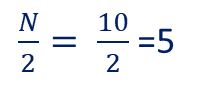 N/2 = 10/2 =5